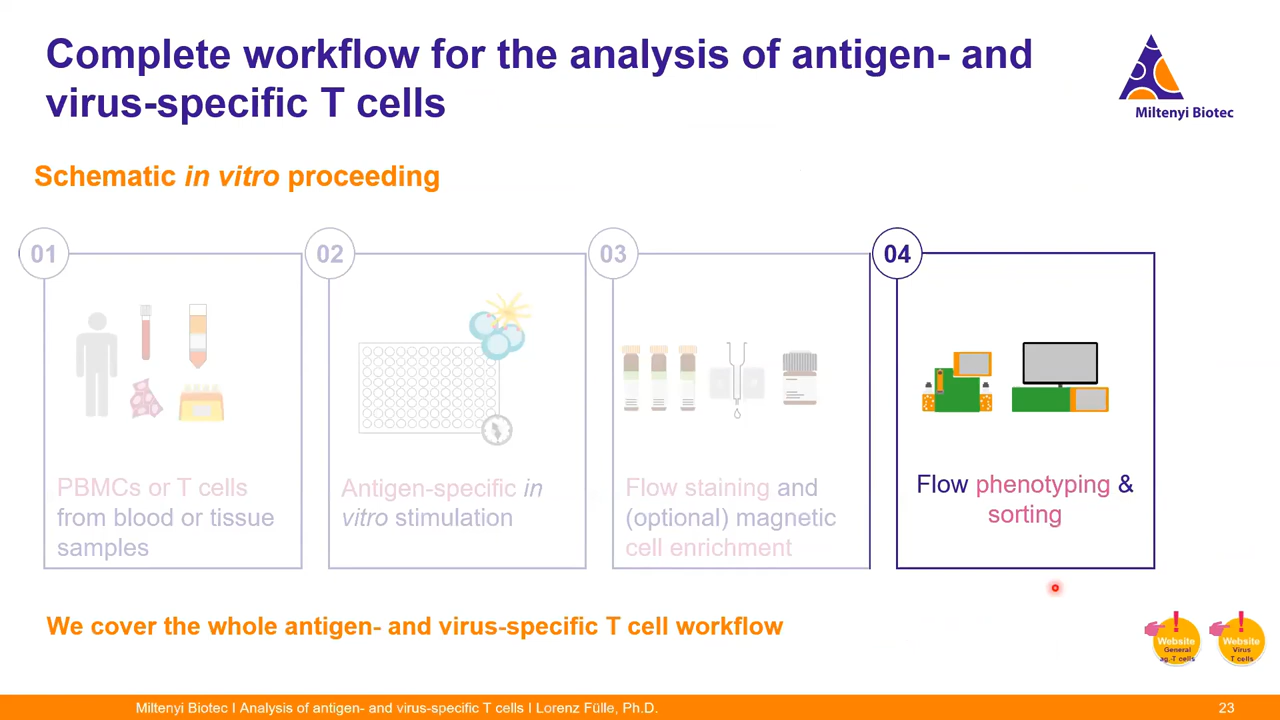 Complete workflow for the analysis of antigen- and
virus-specific T cells
Miltenyi Biotec
Schematic in vitro proceeding
01
02
03
04
PBMCs or T cells
from blood or tissue
samples
Antigen-specific in
vitro stimulation
Flow staining and
(optional) magnetic
cell enrichment
Flow phenotyping &
sorting
We cover the whole antigen- and virus-specific T cell workflow
Website
General
ag.-T cells
Website
Virus
T cells
Miltenyi Biotec I Analysis of antigen- and virus-specific T cells I Lorenz Fülle, Ph.D.
23